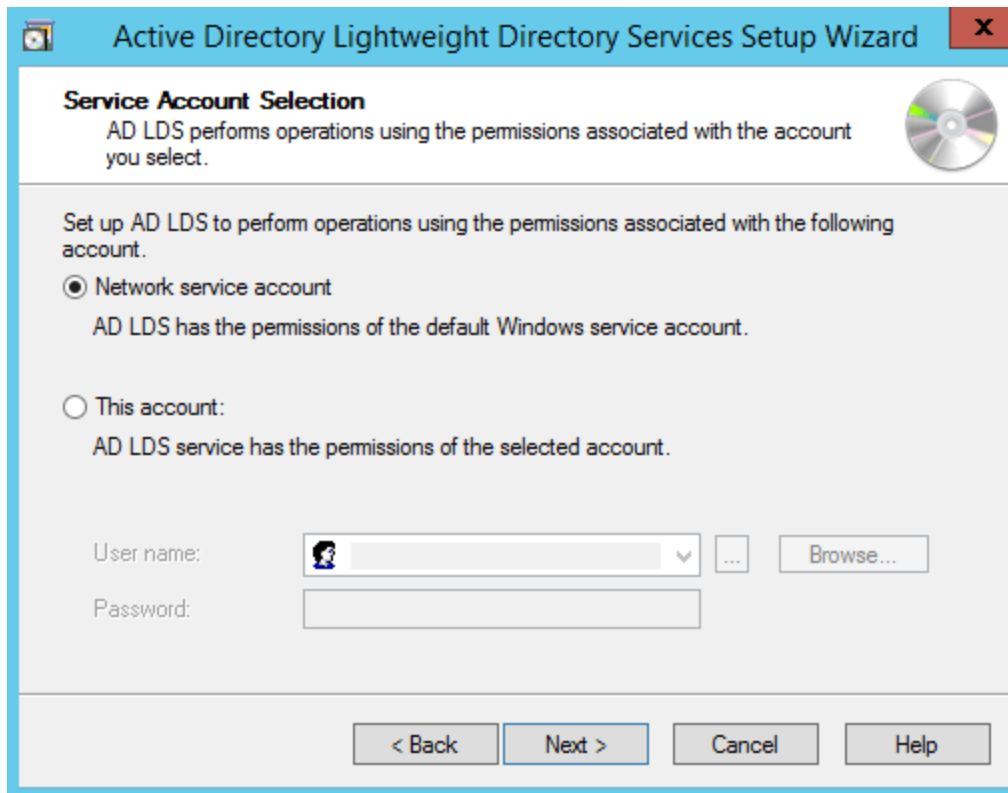 Active Directory Lightweight Directory Services Setup Wizard
x
Service Account Selection
AD LDS performs operations using the permissions associated with the account
you select.
Set up AD LDS to perform operations using the permissions associated with the following
account.
Network service account
AD LDS has the permissions of the default Windows service account.
This account:
AD LDS service has the permissions of the selected account.
User name:
... Browse...
Password:
< Back Next > Cancel Help